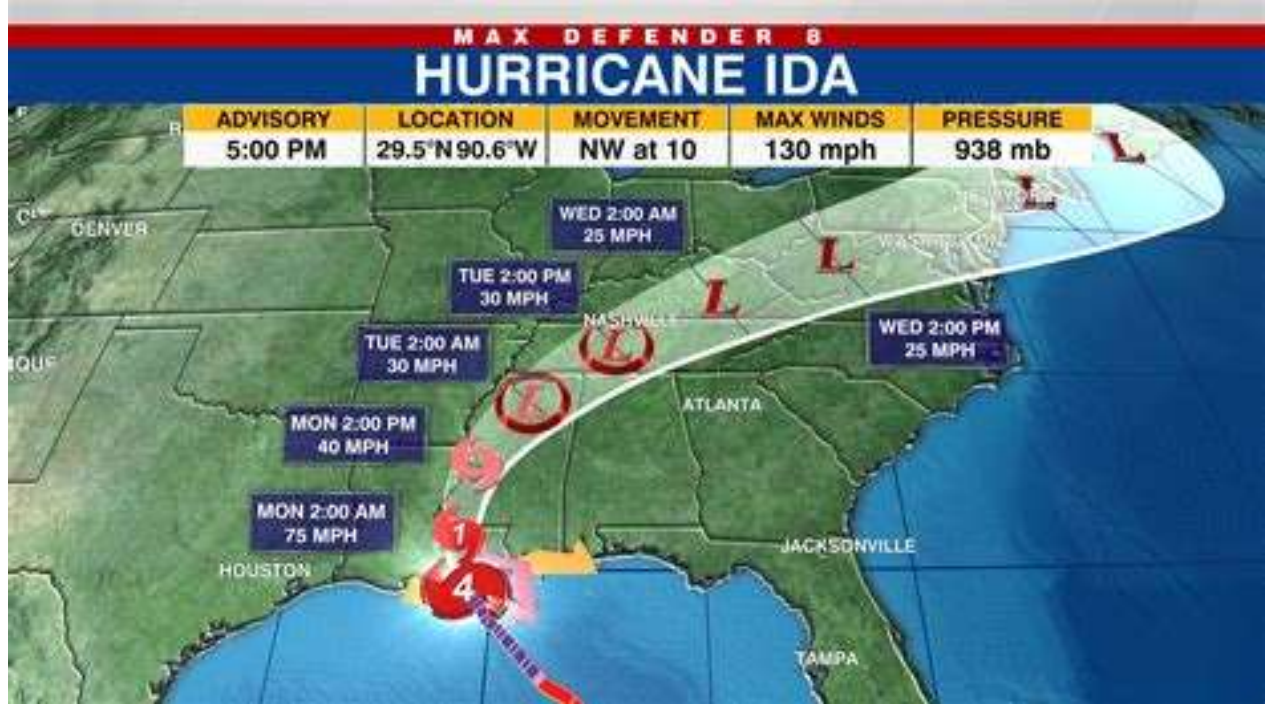 MAX DEFENDER 8
HURRICANE IDA
ADVISORY LOCATION MOVEMENT MAX WINDS PRESSURE
5:00 PM 29.5°N 90.6°W NW at 10 130 mph 938 mb
L
L
WED 2:00 AM
25 MPH
DENVER
WASHINGTON
L
TUE 2:00 PM
30 MPH
L
NASHVILLE
WED 2:00 PM
25 MPH
TUE 2:00 AM
30 MPH
L
L
ATLANTA
MON 2:00 PM
40 MPH
MON 2:00 AM
75 MPH
1
JACKSONVILLE
HOUSTON
4
TAMPA